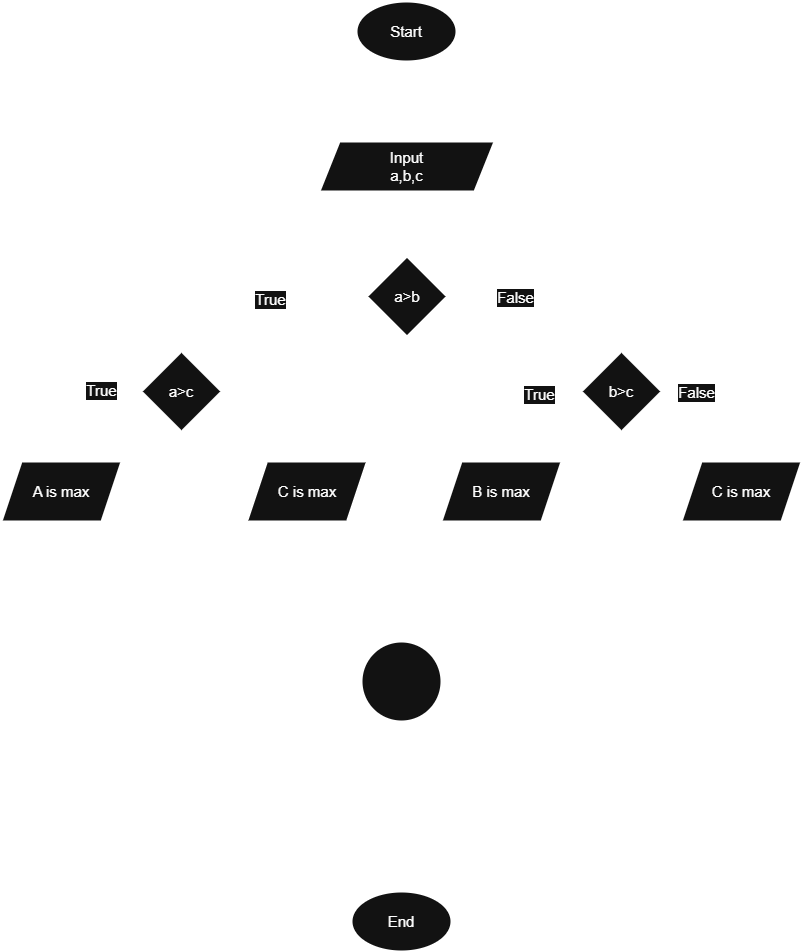 Start
Input
a,b,c
True
a>b
False
True
a>c
True
b>c
False
A is max
C is max
B is max
C is max
End